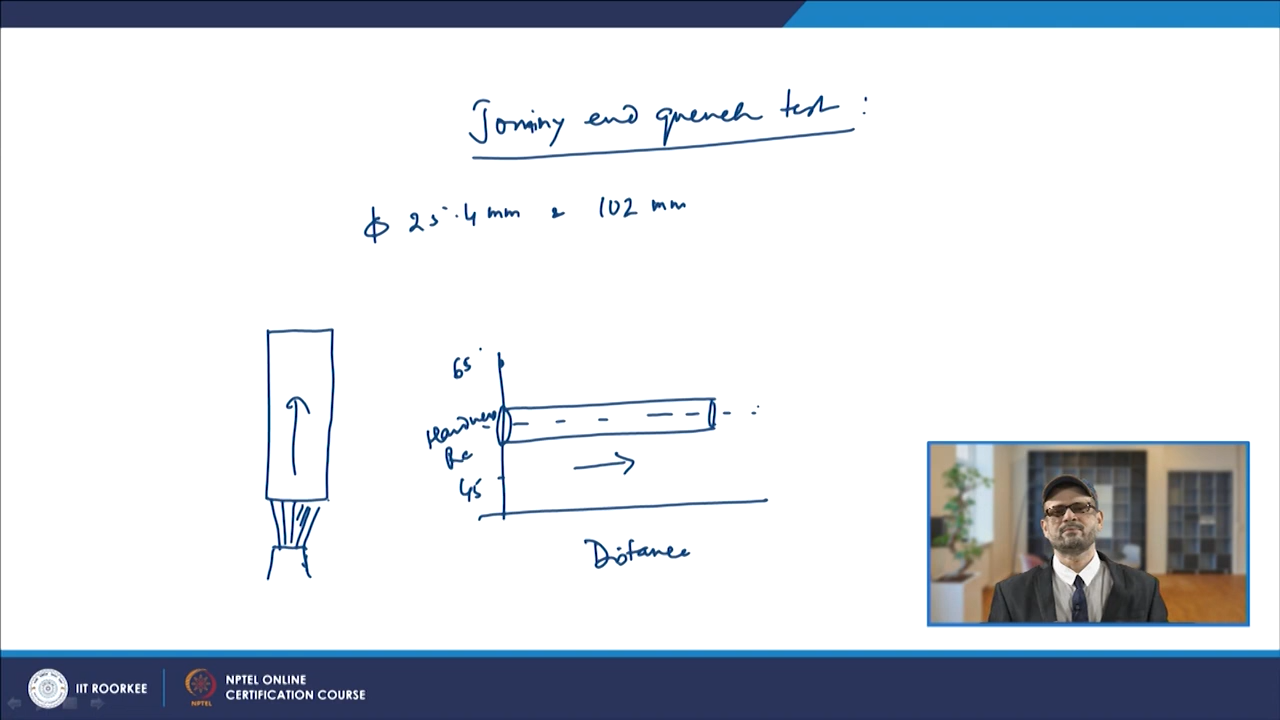 Jominy end quench test :
ϕ 25.4 mm & 102 mm
65
Hardness
Rc
45
Distance
IIT ROORKEE
NPTEL
NPTEL ONLINE
CERTIFICATION COURSE